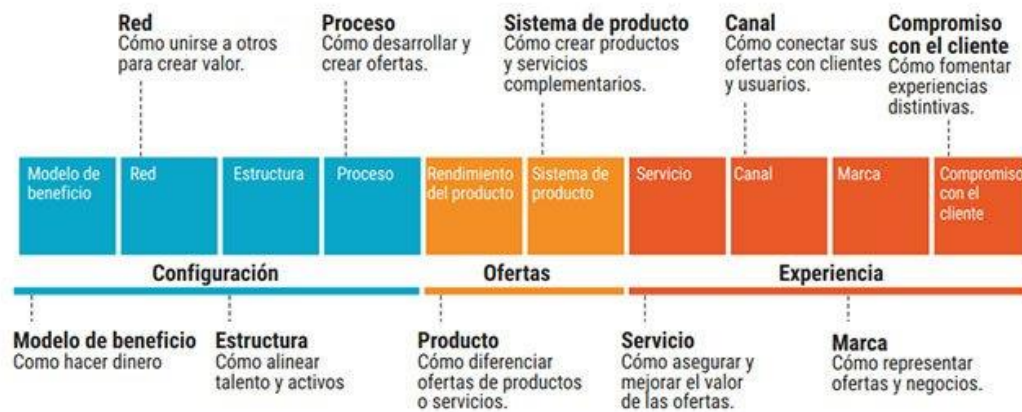 Red
Cómo unirse a otros
para crear valor.
Proceso
Cómo desarrollar y
crear ofertas.
Sistema de producto
Cómo crear productos
y servicios
complementarios.
Canal
Cómo conectar sus
ofertas con clientes
y usuarios.
Compromiso
con el cliente
Cómo fomentar
experiencias
distintivas.
Modelo de
beneficio
Red
Estructura
Proceso
Rendimiento
del producto
Sistema de
producto
Servicio
Canal
Marca
Compromiso
con el
cliente
Configuración
Ofertas
Experiencia
Modelo de beneficio
Como hacer dinero
Estructura
Cómo alinear
talento y activos
Producto
Cómo diferenciar
ofertas de productos
o servicios.
Servicio
Cómo asegurar y
mejorar el valor
de las ofertas.
Marca
Cómo representar
ofertas y negocios.